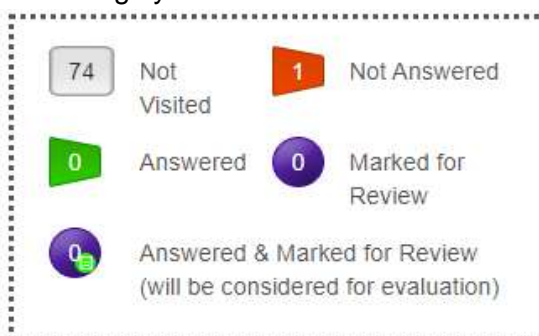 74 Not Visited
1 Not Answered
0 Answered
0 Marked for Review
0 Answered & Marked for Review
(will be considered for evaluation)